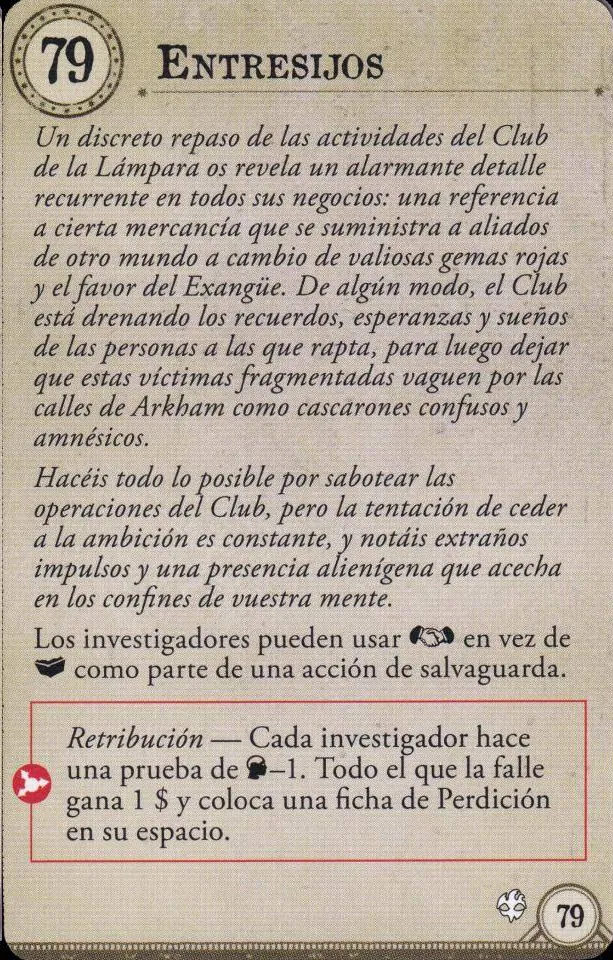 79
ENTRESIJOS
Un discreto repaso de las actividades del Club
de la Lámpara os revela un alarmante detalle
recurrente en todos sus negocios: una referencia
a cierta mercancía que se suministra a aliados
de otro mundo a cambio de valiosas gemas rojas
y el favor del Exangüe. De algún modo, el Club
está drenando los recuerdos, esperanzas y sueños
de las personas a las que rapta, para luego dejar
que estas víctimas fragmentadas vaguen por las
calles de Arkham como cascarones confusos y
amnésicos.
Hacéis todo lo posible por sabotear las
operaciones del Club, pero la tentación de ceder
a la ambición es constante, y notáis extraños
impulsos y una presencia alienígena que acecha
en los confines de vuestra mente.
Los investigadores pueden usar en vez de
como parte de una acción de salvaguarda.
Retribución — Cada investigador hace
una prueba de –1. Todo el que la falle
gana 1 $ y coloca una ficha de Perdición
en su espacio.
79